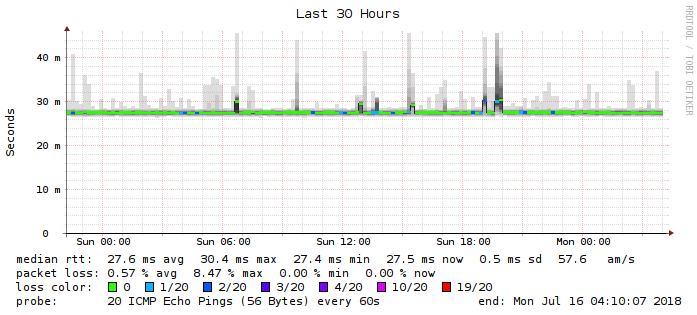 Last 30 Hours
RRDTOOL / TOBI OETIKER
Seconds
40 m
30 m
20 m
10 m
0
Sun 00:00 Sun 06:00 Sun 12:00 Sun 18:00 Mon 00:00
median rtt: 27.6 ms avg 30.4 ms max 27.4 ms min 27.5 ms now 0.5 ms sd 57.6 am/s
packet loss: 0.57 % avg 8.47 % max 0.00 % min 0.00 % now
loss color: 0 1/20 2/20 3/20 4/20 10/20 19/20
probe: 20 ICMP Echo Pings (56 Bytes) every 60s end: Mon Jul 16 04:10:07 2018